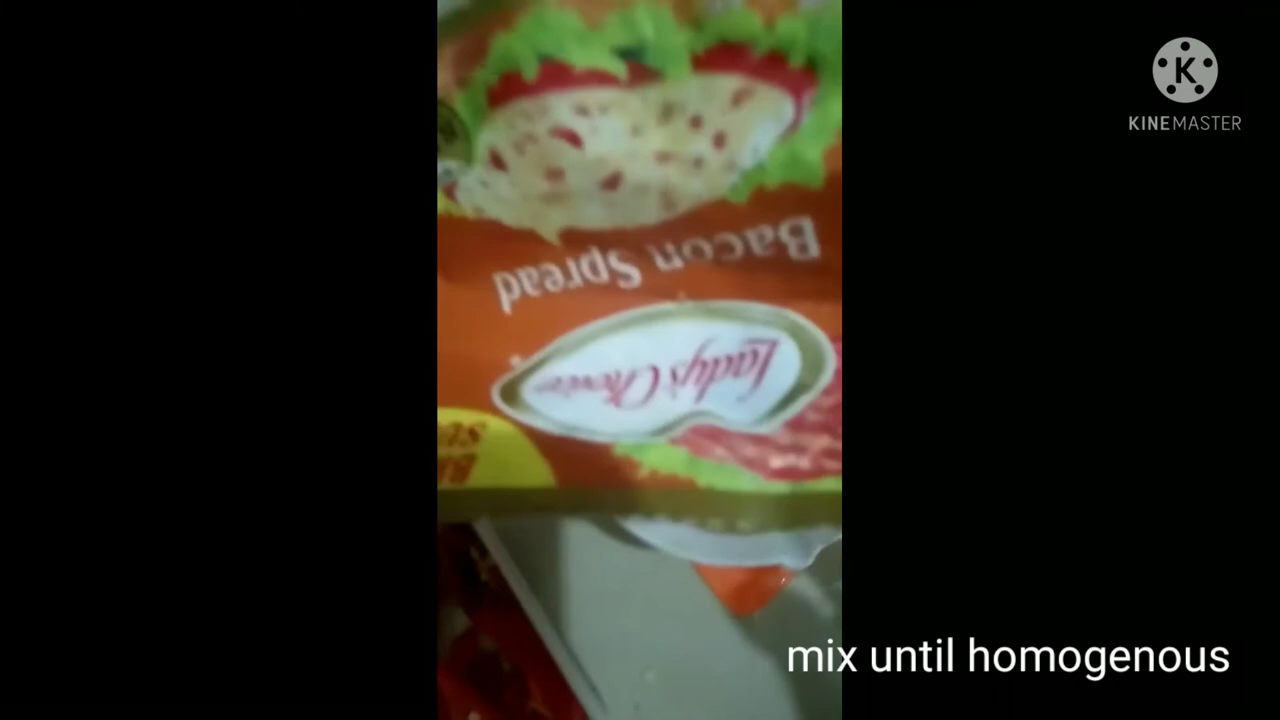 K
KINEMASTER
Bacon Spread
Lady's Choice
mix until homogenous